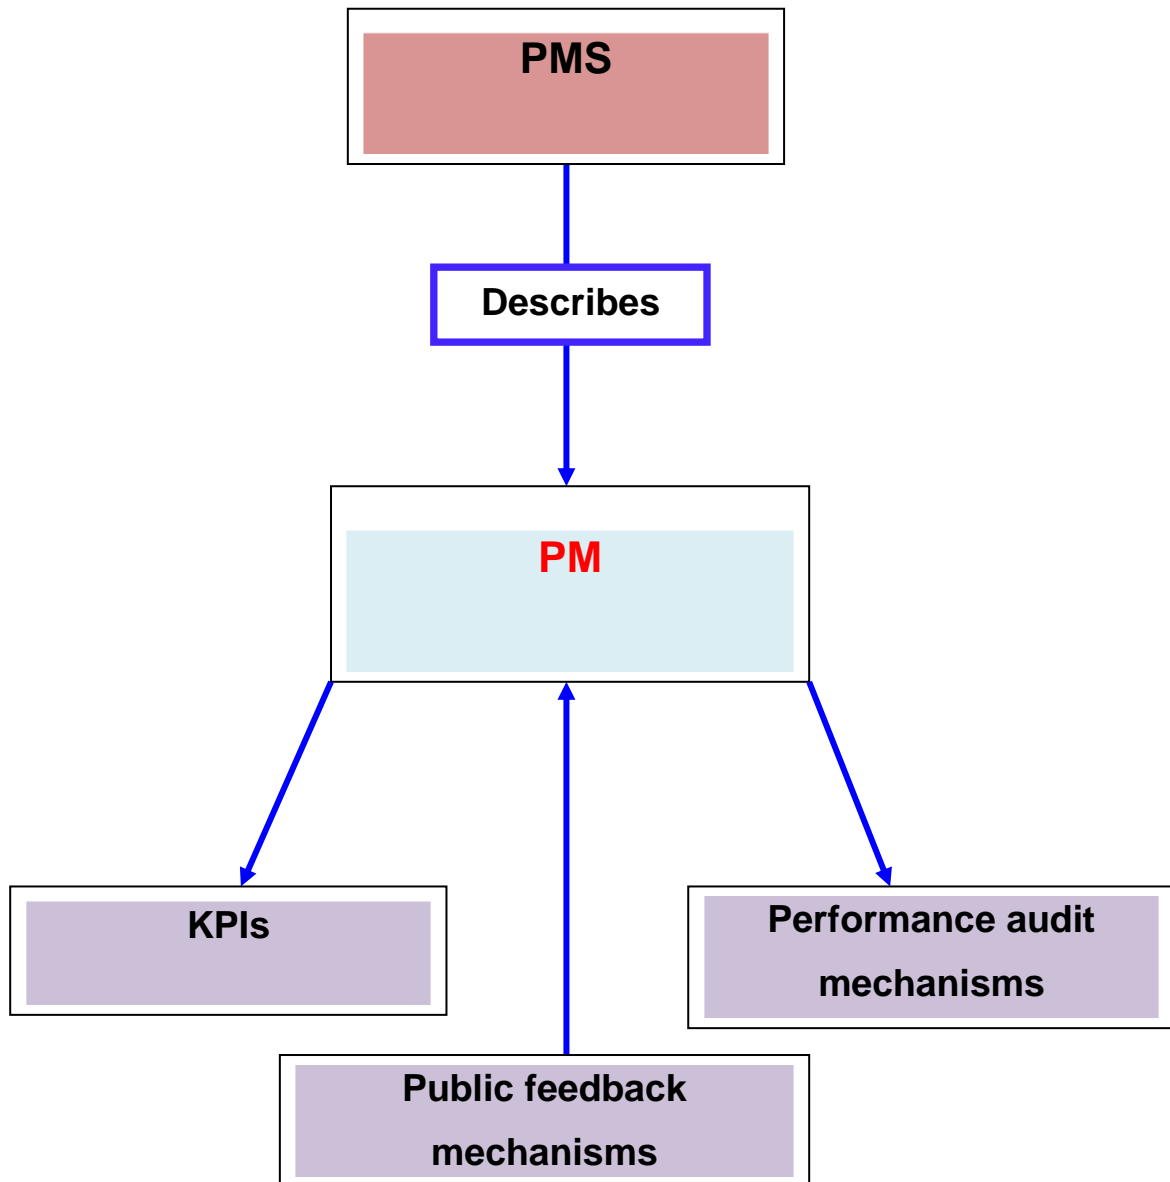 PMS
Describes
PM
KPIs
Performance audit
mechanisms
Public feedback
mechanisms